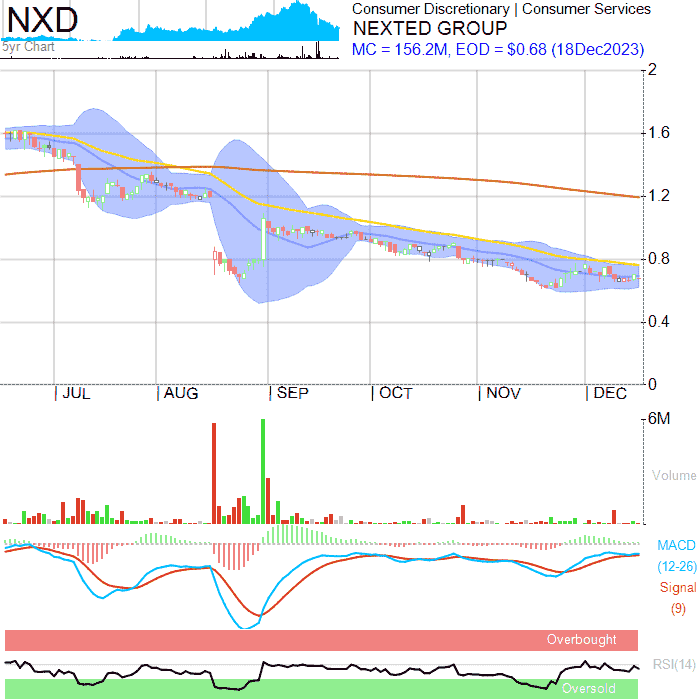 NXD
5yr Chart
Consumer Discretionary | Consumer Services
NEXTED GROUP
MC = 156.2M, EOD = $0.68 (18Dec2023)
2
1.6
1.2
0.8
0.4
0
JUL
AUG
SEP
OCT
NOV
DEC
6M
Volume
MACD
(12-26)
Signal
(9)
Overbought
RSI(14)
Oversold